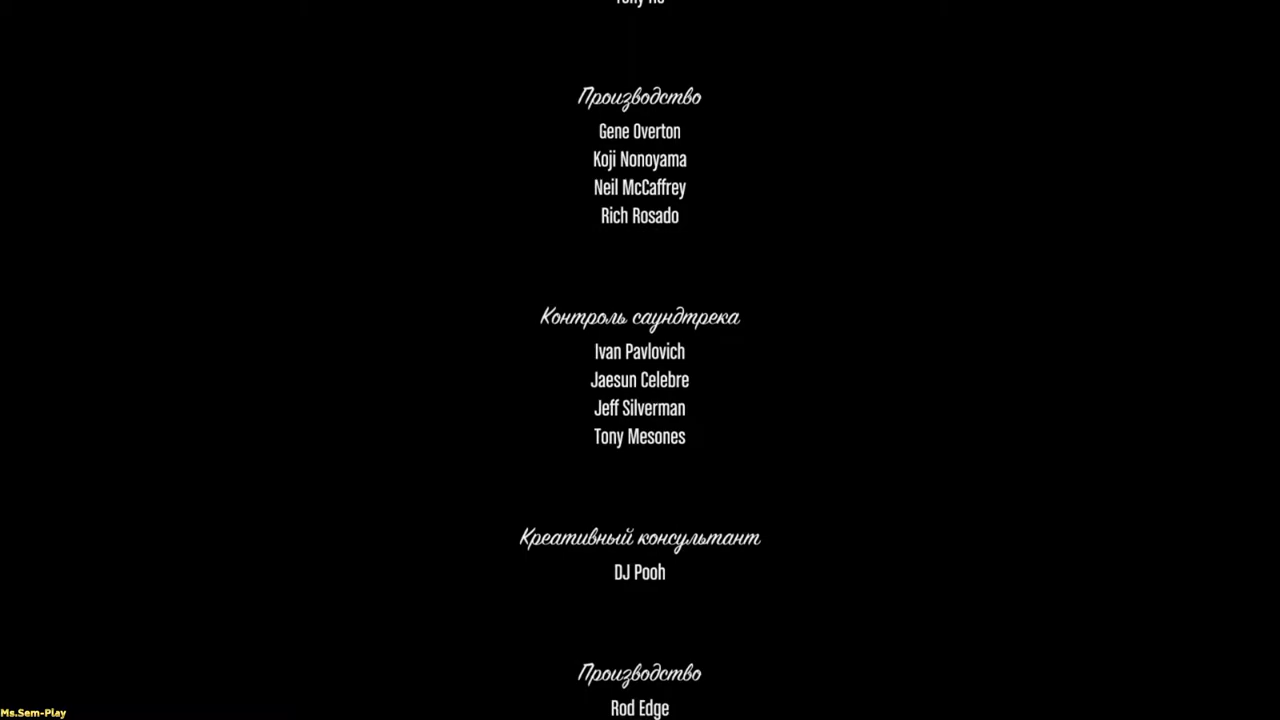 Производство
Gene Overton
Koji Nonoyama
Neil McCaffrey
Rich Rosado
Контроль саундтрека
Ivan Pavlovich
Jaesun Celebre
Jeff Silverman
Tony Mesones
Креативный консультант
DJ Pooh
Производство
Rod Edge
Ms.Sem-Play